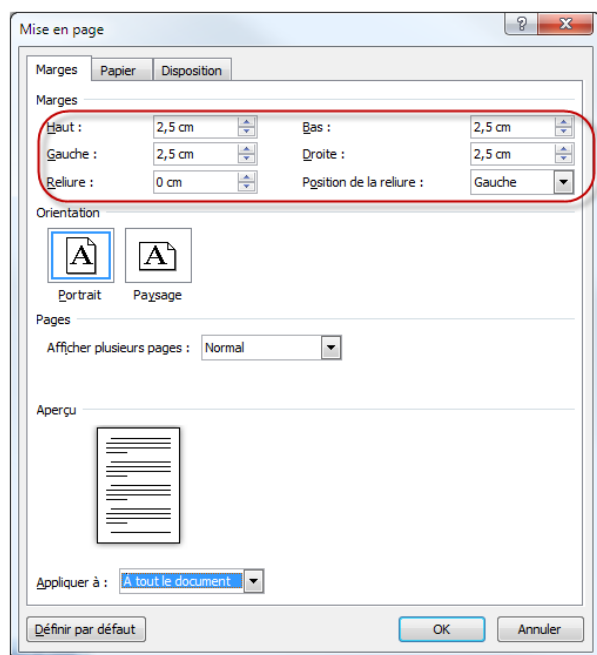 Mise en page
Marges Papier Disposition
Marges
Haut : 2,5 cm Bas : 2,5 cm
Gauche : 2,5 cm Droite : 2,5 cm
Reliure : 0 cm Position de la reliure : Gauche
Orientation
A A
Portrait Paysage
Pages
Afficher plusieurs pages : Normal
Aperçu
Appliquer à : À tout le document
Définir par défaut OK Annuler